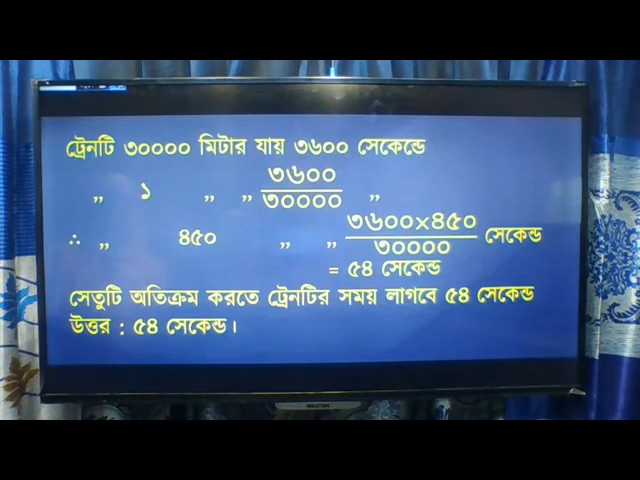 ট্রেনটি ৩০০০০ মিটার যায় ৩৬০০ সেকেন্ডে
,, ১ ,, ,, ৩৬০০/৩০০০০ ,,
∴ ,, ৪৫০ ,, ,, ৩৬০০×৪৫০/৩০০০০ সেকেন্ড
= ৫৪ সেকেন্ড
সেতুটি অতিক্রম করতে ট্রেনটির সময় লাগবে ৫৪ সেকেন্ড
উত্তর : ৫৪ সেকেন্ড।